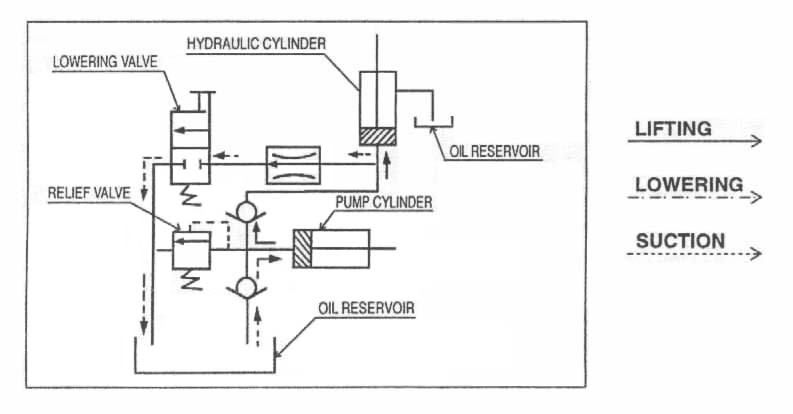 HYDRAULIC CYLINDER
LOWERING VALVE
OIL RESERVOIR
RELIEF VALVE
PUMP CYLINDER
OIL RESERVOIR
LIFTING
LOWERING
SUCTION